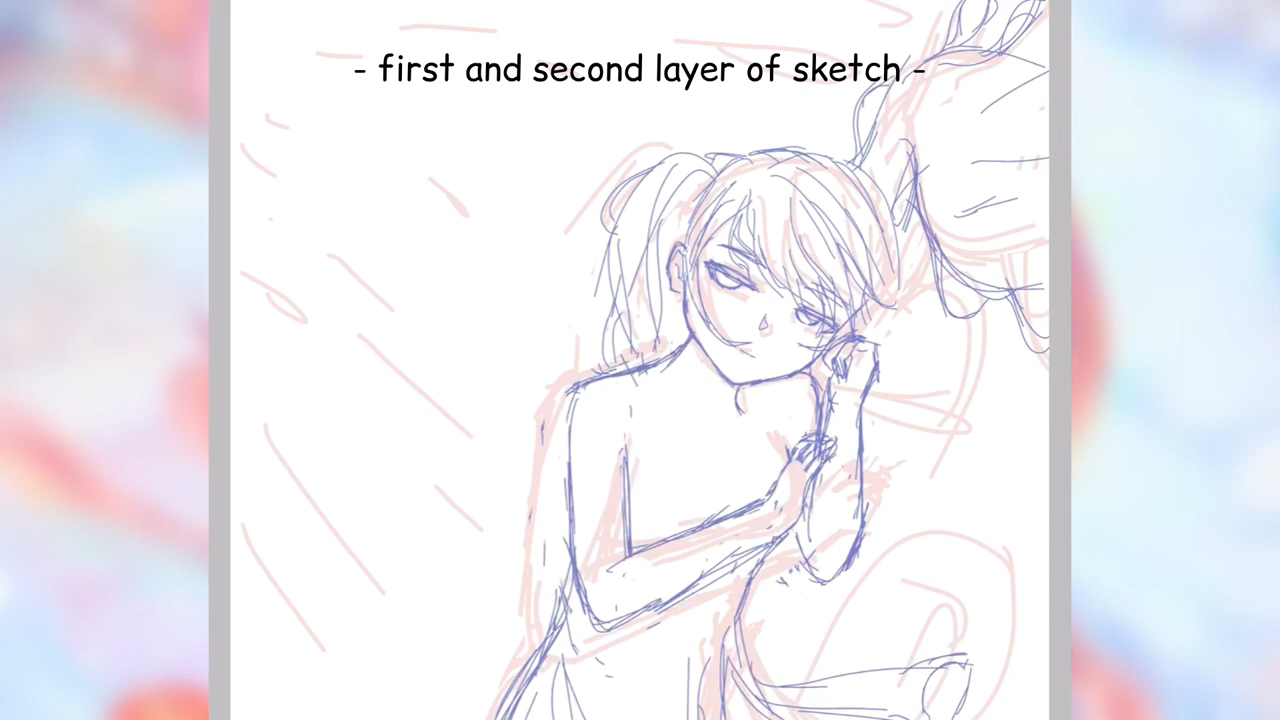 - first and second layer of sketch -